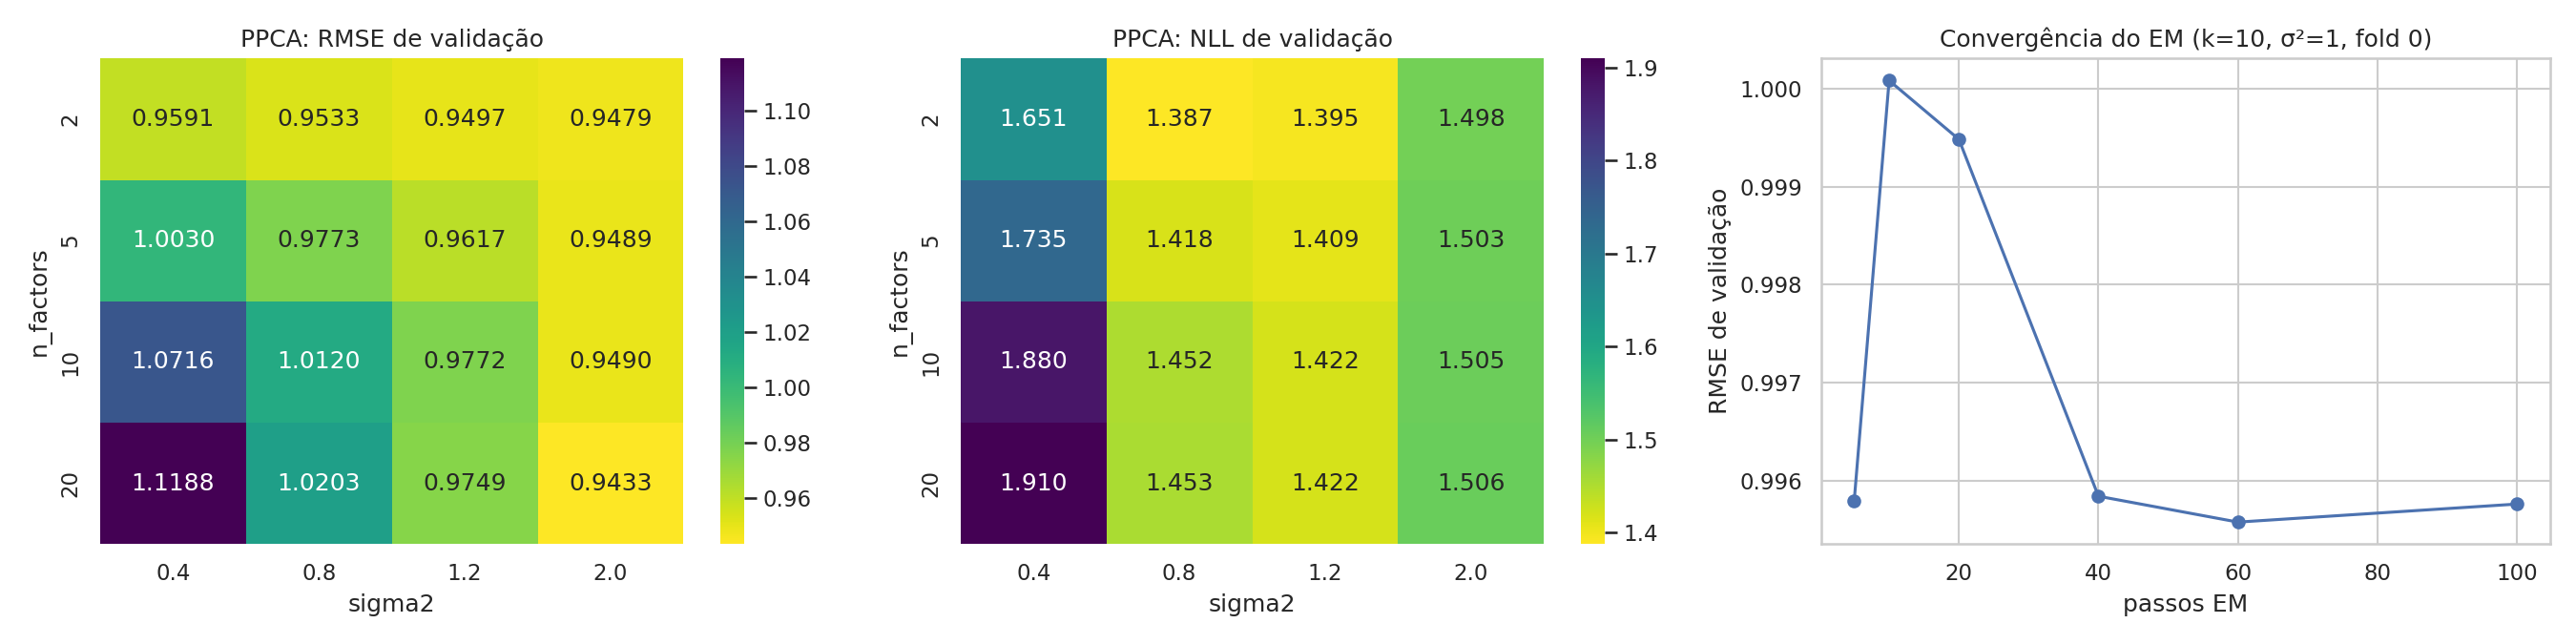 PPCA: RMSE de validação
n_factors
2
0.9591 0.9533 0.9497 0.9479
5
1.0030 0.9773 0.9617 0.9489
10
1.0716 1.0120 0.9772 0.9490
20
1.1188 1.0203 0.9749 0.9433
0.4 0.8 1.2 2.0
sigma2
1.10
1.08
1.06
1.04
1.02
1.00
0.98
0.96
PPCA: NLL de validação
n_factors
2
1.651 1.387 1.395 1.498
5
1.735 1.418 1.409 1.503
10
1.880 1.452 1.422 1.505
20
1.910 1.453 1.422 1.506
0.4 0.8 1.2 2.0
sigma2
1.9
1.8
1.7
1.6
1.5
1.4
Convergência do EM (k=10, σ²=1, fold 0)
RMSE de validação
1.000
0.999
0.998
0.997
0.996
20 40 60 80 100
passos EM